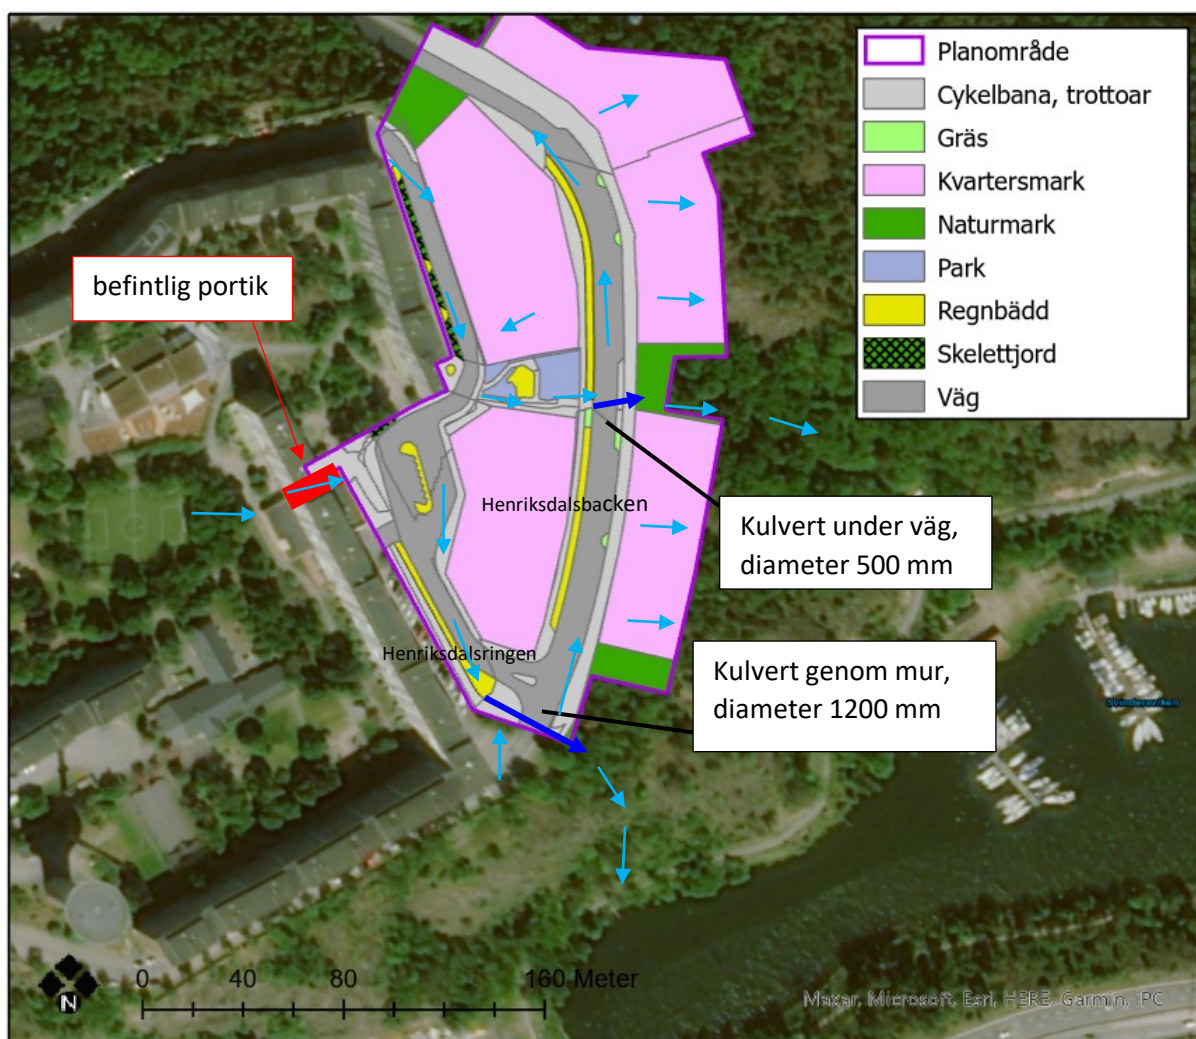 Planområde
Cykelbana, trottoar
Gräs
Kvartersmark
Naturmark
Park
Regnbädd
Skelettjord
Väg
befintlig portik
Henriksdalsbacken
Kulvert under väg,
diameter 500 mm
Henriksdalsringen
Kulvert genom mur,
diameter 1200 mm
N
0 40 80 160 Meter
Maxar, Microsoft, Esri, HERE, Garmin, iPC